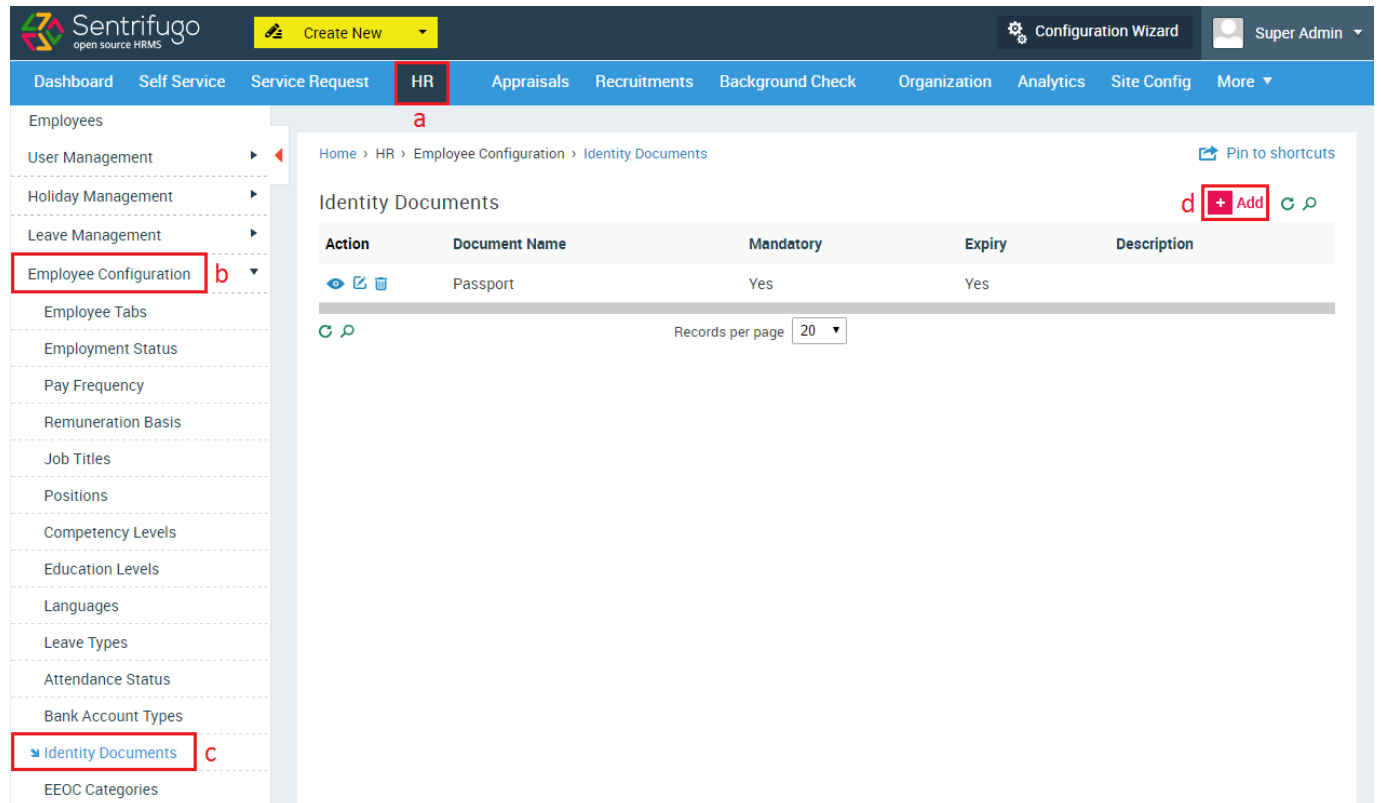 Sentrifugo
open source HRMS
Create New
Configuration Wizard
Super Admin
Dashboard Self Service Service Request HR Appraisals Recruitments Background Check Organization Analytics Site Config More
a
Employees
User Management
Holiday Management
Leave Management
Employee Configuration b
Employee Tabs
Employment Status
Pay Frequency
Remuneration Basis
Job Titles
Positions
Competency Levels
Education Levels
Languages
Leave Types
Attendance Status
Bank Account Types
Identity Documents c
EEOC Categories
Home › HR › Employee Configuration › Identity Documents
Pin to shortcuts
Identity Documents
d + Add
Action Document Name Mandatory Expiry Description
Passport Yes Yes
Records per page 20